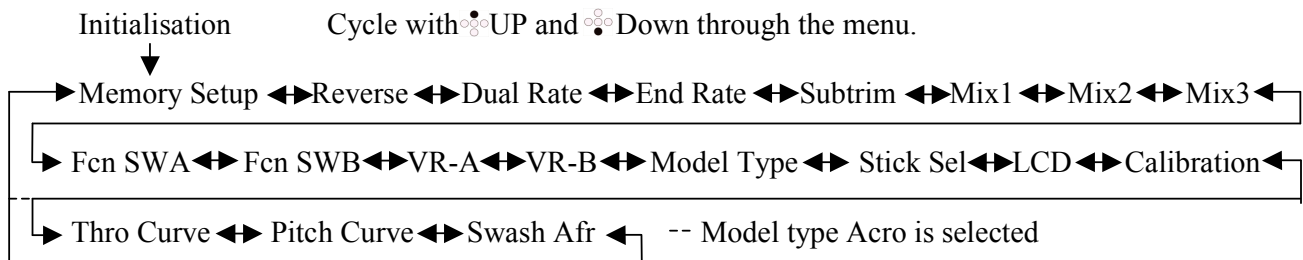 Initialisation Cycle with UP and Down through the menu.
Memory Setup Reverse Dual Rate End Rate Subtrim Mix1 Mix2 Mix3
Fcn SWA Fcn SWB VR-A VR-B Model Type Stick Sel LCD Calibration
Thro Curve Pitch Curve Swash Afr -- Model type Acro is selected